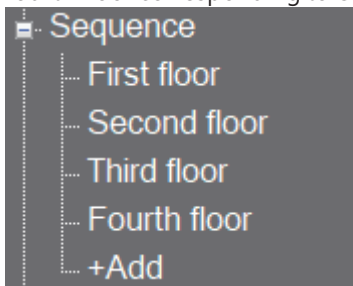 Sequence
First floor
Second floor
Third floor
Fourth floor
+Add